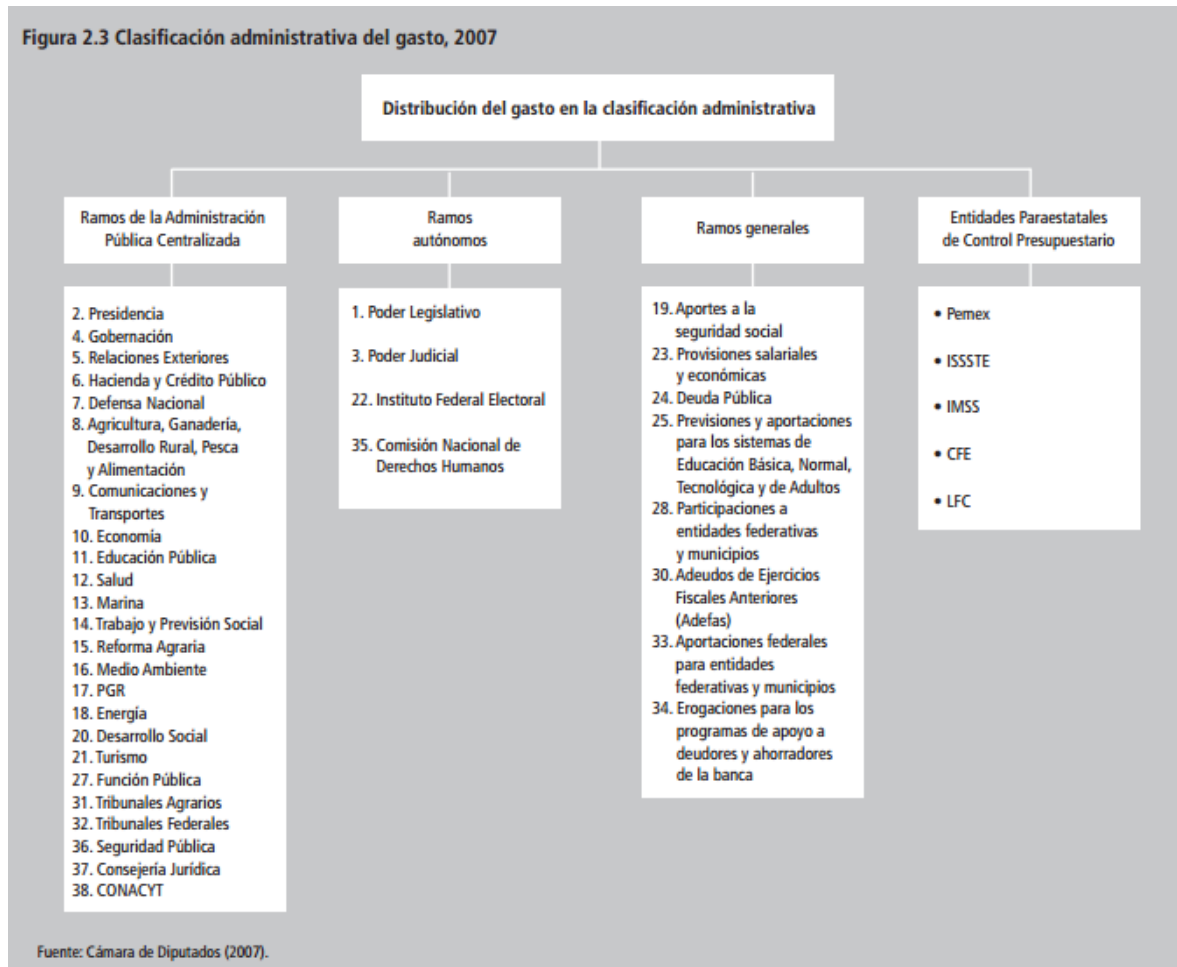 Figura 2.3 Clasificación administrativa del gasto, 2007
Distribución del gasto en la clasificación administrativa
Ramos de la Administración
Pública Centralizada
2. Presidencia
4. Gobernación
5. Relaciones Exteriores
6. Hacienda y Crédito Público
7. Defensa Nacional
8. Agricultura, Ganadería,
Desarrollo Rural, Pesca
y Alimentación
9. Comunicaciones y
Transportes
10. Economía
11. Educación Pública
12. Salud
13. Marina
14. Trabajo y Previsión Social
15. Reforma Agraria
16. Medio Ambiente
17. PGR
18. Energía
20. Desarrollo Social
21. Turismo
27. Función Pública
31. Tribunales Agrarios
32. Tribunales Federales
36. Seguridad Pública
37. Consejería Jurídica
38. CONACYT
Ramos
autónomos
1. Poder Legislativo
3. Poder Judicial
22. Instituto Federal Electoral
35. Comisión Nacional de
Derechos Humanos
Ramos generales
19. Aportes a la
seguridad social
23. Provisiones salariales
y económicas
24. Deuda Pública
25. Previsiones y aportaciones
para los sistemas de
Educación Básica, Normal,
Tecnológica y de Adultos
28. Participaciones a
entidades federativas
y municipios
30. Adeudos de Ejercicios
Fiscales Anteriores
(Adefas)
33. Aportaciones federales
para entidades
federativas y municipios
34. Erogaciones para los
programas de apoyo a
deudores y ahorradores
de la banca
Entidades Paraestatales
de Control Presupuestario
• Pemex
• ISSSTE
• IMSS
• CFE
• LFC
Fuente: Cámara de Diputados (2007).